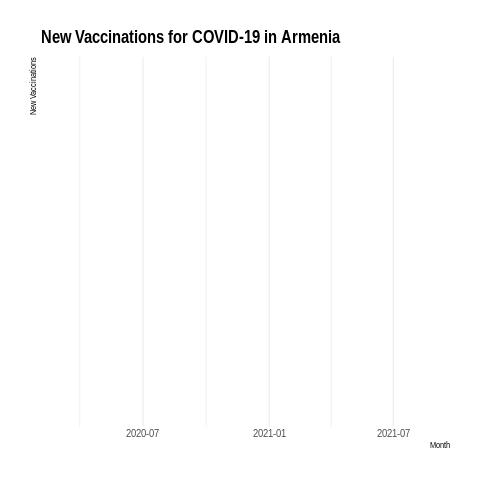 New Vaccinations for COVID-19 in Armenia
New Vaccinations
2020-07
2021-01
2021-07
Month